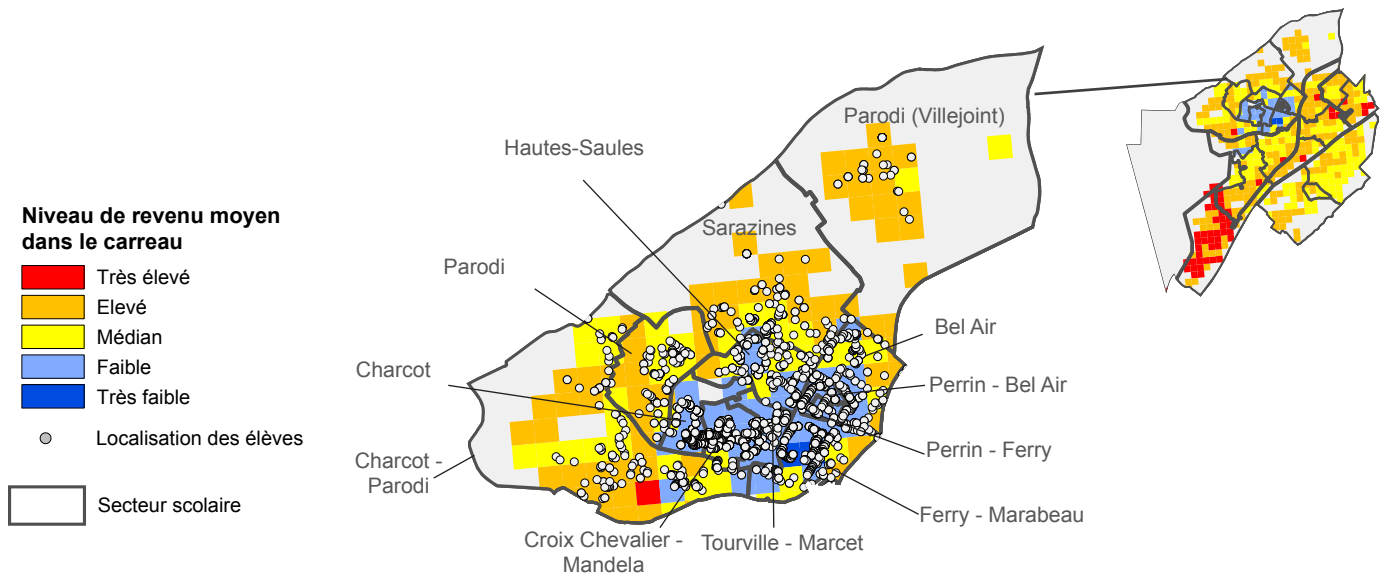 Niveau de revenu moyen
dans le carreau
Très élevé
Elevé
Médian
Faible
Très faible
Localisation des élèves
Secteur scolaire
Parodi (Villejoint)
Hautes-Saules
Sarazines
Parodi
Bel Air
Charcot
Perrin - Bel Air
Perrin - Ferry
Charcot -
Parodi
Ferry - Marabeau
Croix Chevalier -
Mandela
Tourville - Marcet